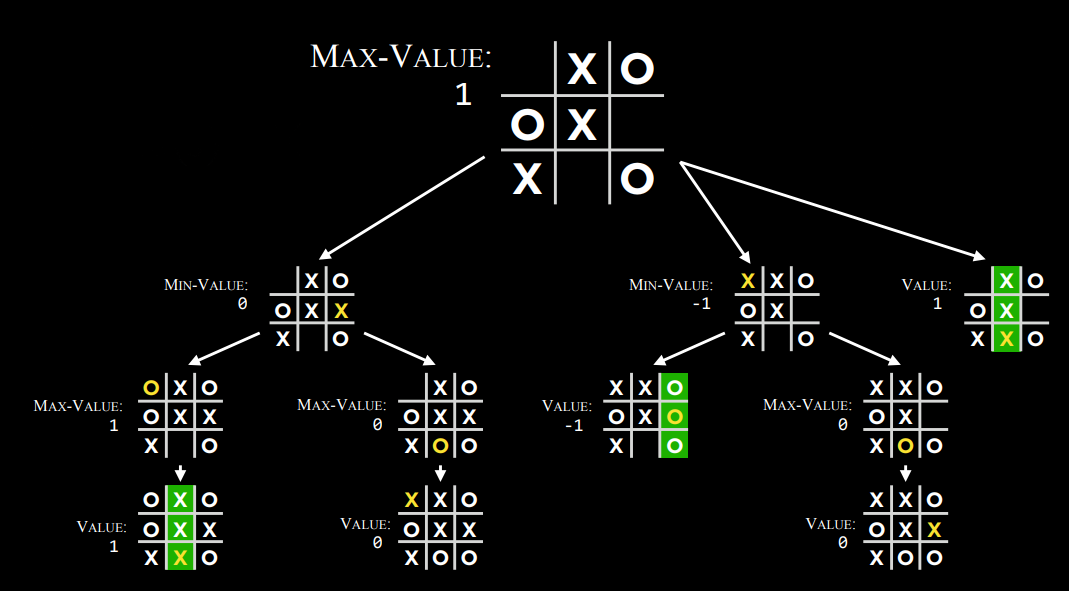 MAX-VALUE:
1
X O
O X
X O
MIN-VALUE:
0
X O
O X X
X O
MIN-VALUE:
-1
X X O
O X
X O
VALUE:
1
X O
O X
X X O
MAX-VALUE:
1
O X O
O X X
X O
MAX-VALUE:
0
X O
O X X
X O O
VALUE:
-1
X X O
O X O
X O
MAX-VALUE:
0
X X O
O X
X O O
VALUE:
1
O X O
O X X
X X O
VALUE:
0
X X O
O X X
X O O
VALUE:
0
X X O
O X X
X O O